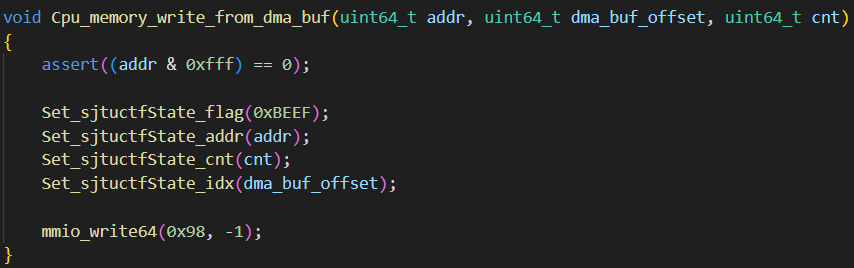 void Cpu_memory_write_from_dma_buf(uint64_t addr, uint64_t dma_buf_offset, uint64_t cnt)
{
    assert((addr & 0xfff) == 0);

    Set_sjtuctfState_flag(0xBEEF);
    Set_sjtuctfState_addr(addr);
    Set_sjtuctfState_cnt(cnt);
    Set_sjtuctfState_idx(dma_buf_offset);

    mmio_write64(0x98, -1);
}